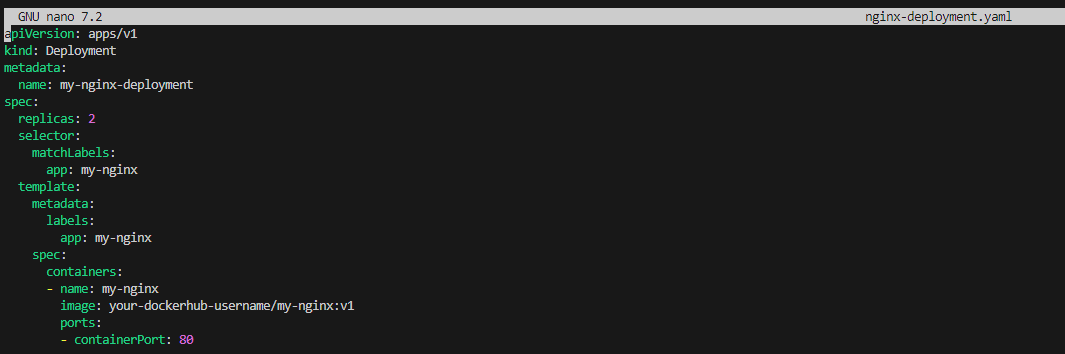 GNU nano 7.2 nginx-deployment.yaml
apiVersion: apps/v1
kind: Deployment
metadata:
  name: my-nginx-deployment
spec:
  replicas: 2
  selector:
    matchLabels:
      app: my-nginx
  template:
    metadata:
      labels:
        app: my-nginx
    spec:
      containers:
      - name: my-nginx
        image: your-dockerhub-username/my-nginx:v1
        ports:
        - containerPort: 80